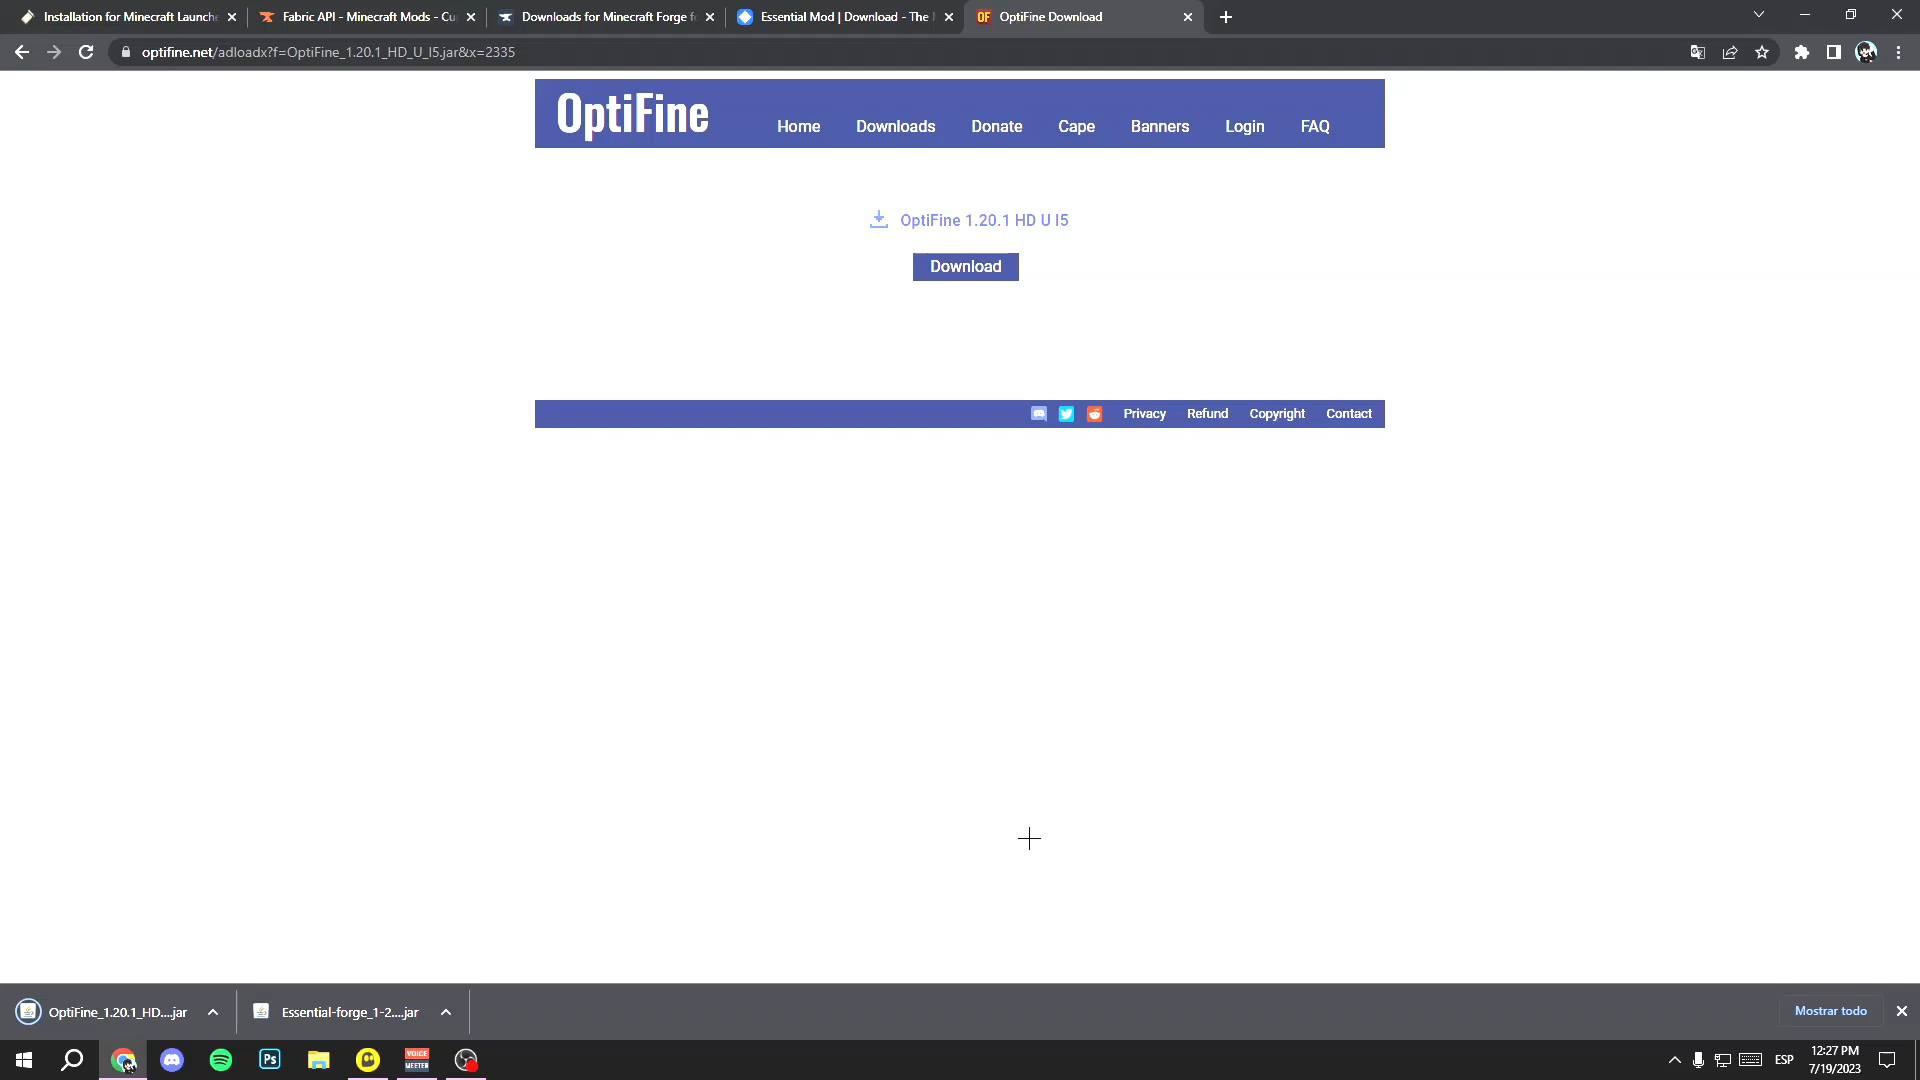 Installation for Minecraft Launche
Fabric API - Minecraft Mods - Cu
Downloads for Minecraft Forge f
Essential Mod | Download - The
OptiFine Download
optifine.net/adloadx?f=OptiFine_1.20.1_HD_U_I5.jar&x=2335
OptiFine
Home Downloads Donate Cape Banners Login FAQ
OptiFine 1.20.1 HD U I5
Download
Privacy Refund Copyright Contact
OptiFine_1.20.1_HD....jar
Essential-forge_1-2....jar
Mostrar todo
Ps
VOICE
MEETER
ESP
12:27 PM
7/19/2023